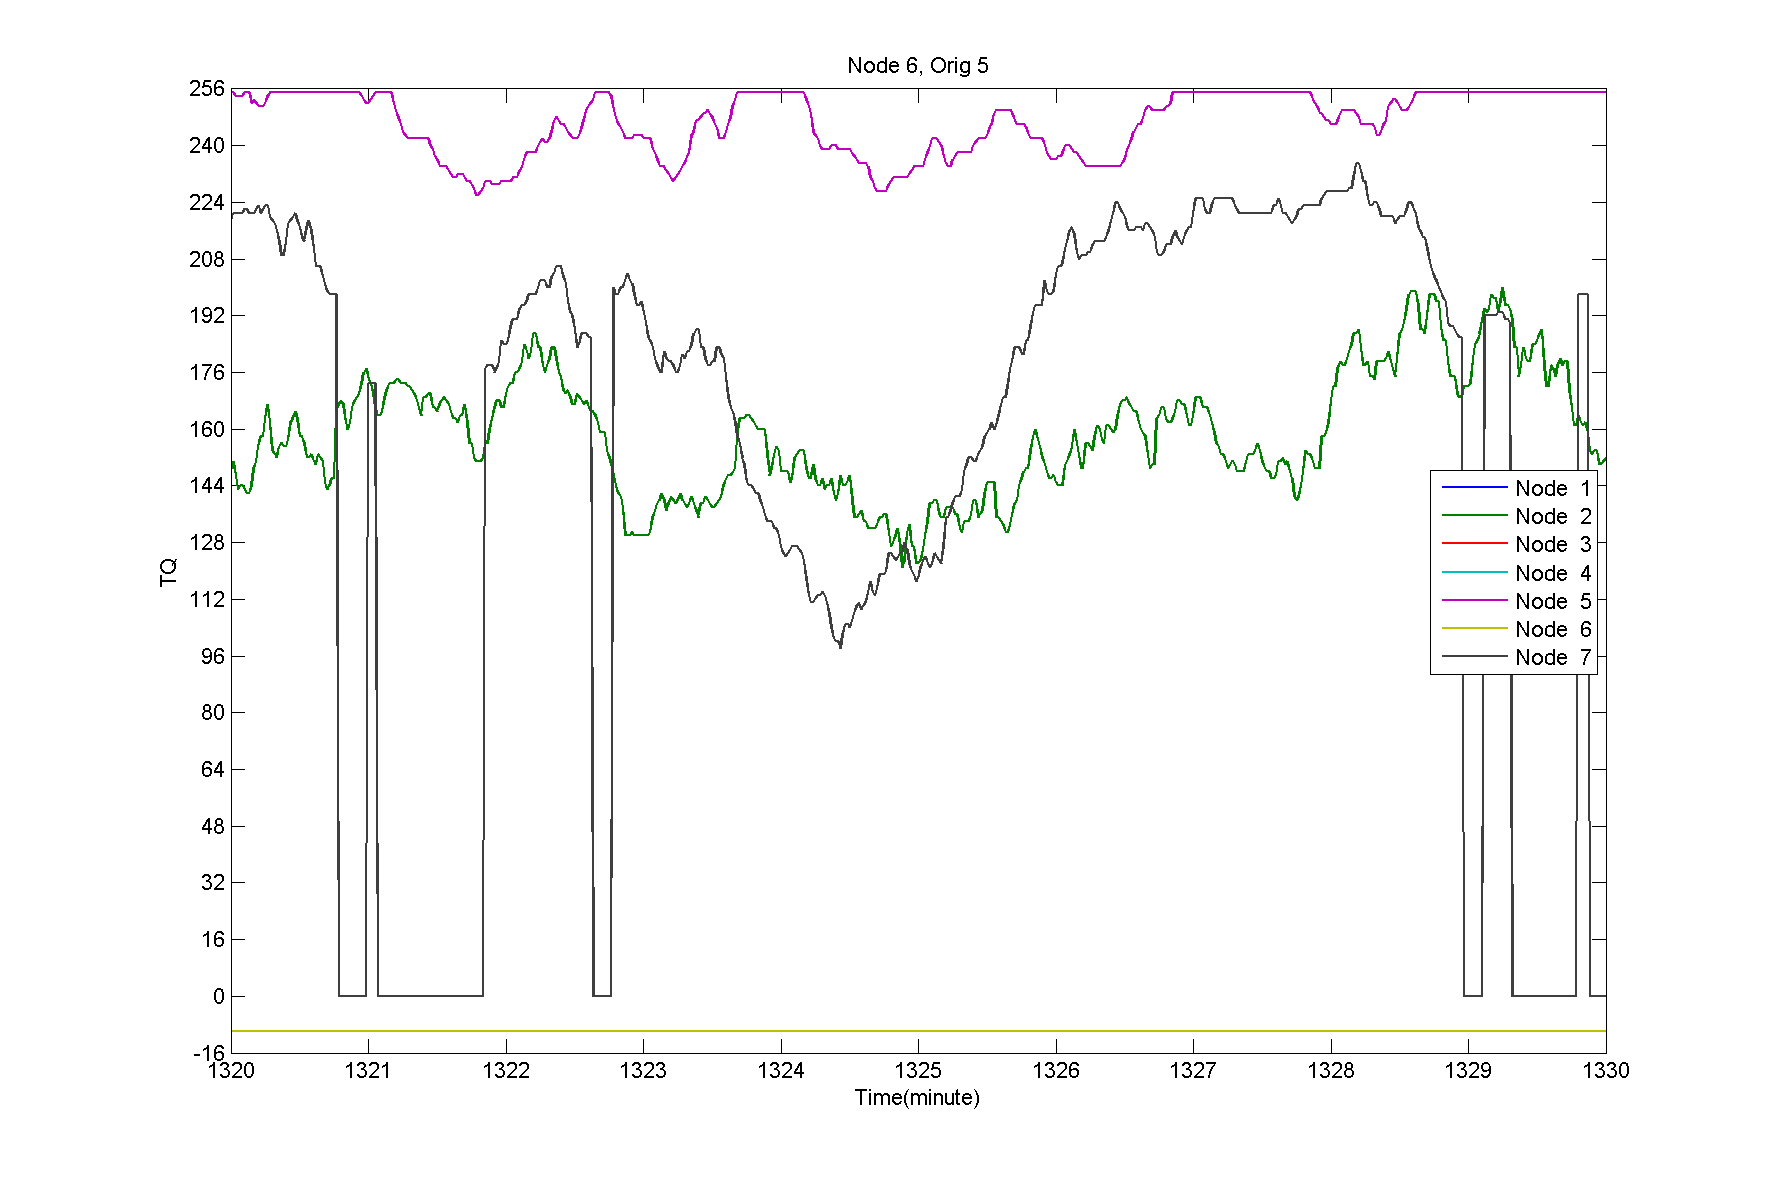 Node 6, Orig 5
256
240
224
208
192
176
160
144
128
112
96
80
64
48
32
16
0
-16
TQ
Node 1
Node 2
Node 3
Node 4
Node 5
Node 6
Node 7
1320 1321 1322 1323 1324 1325 1326 1327 1328 1329 1330
Time(minute)